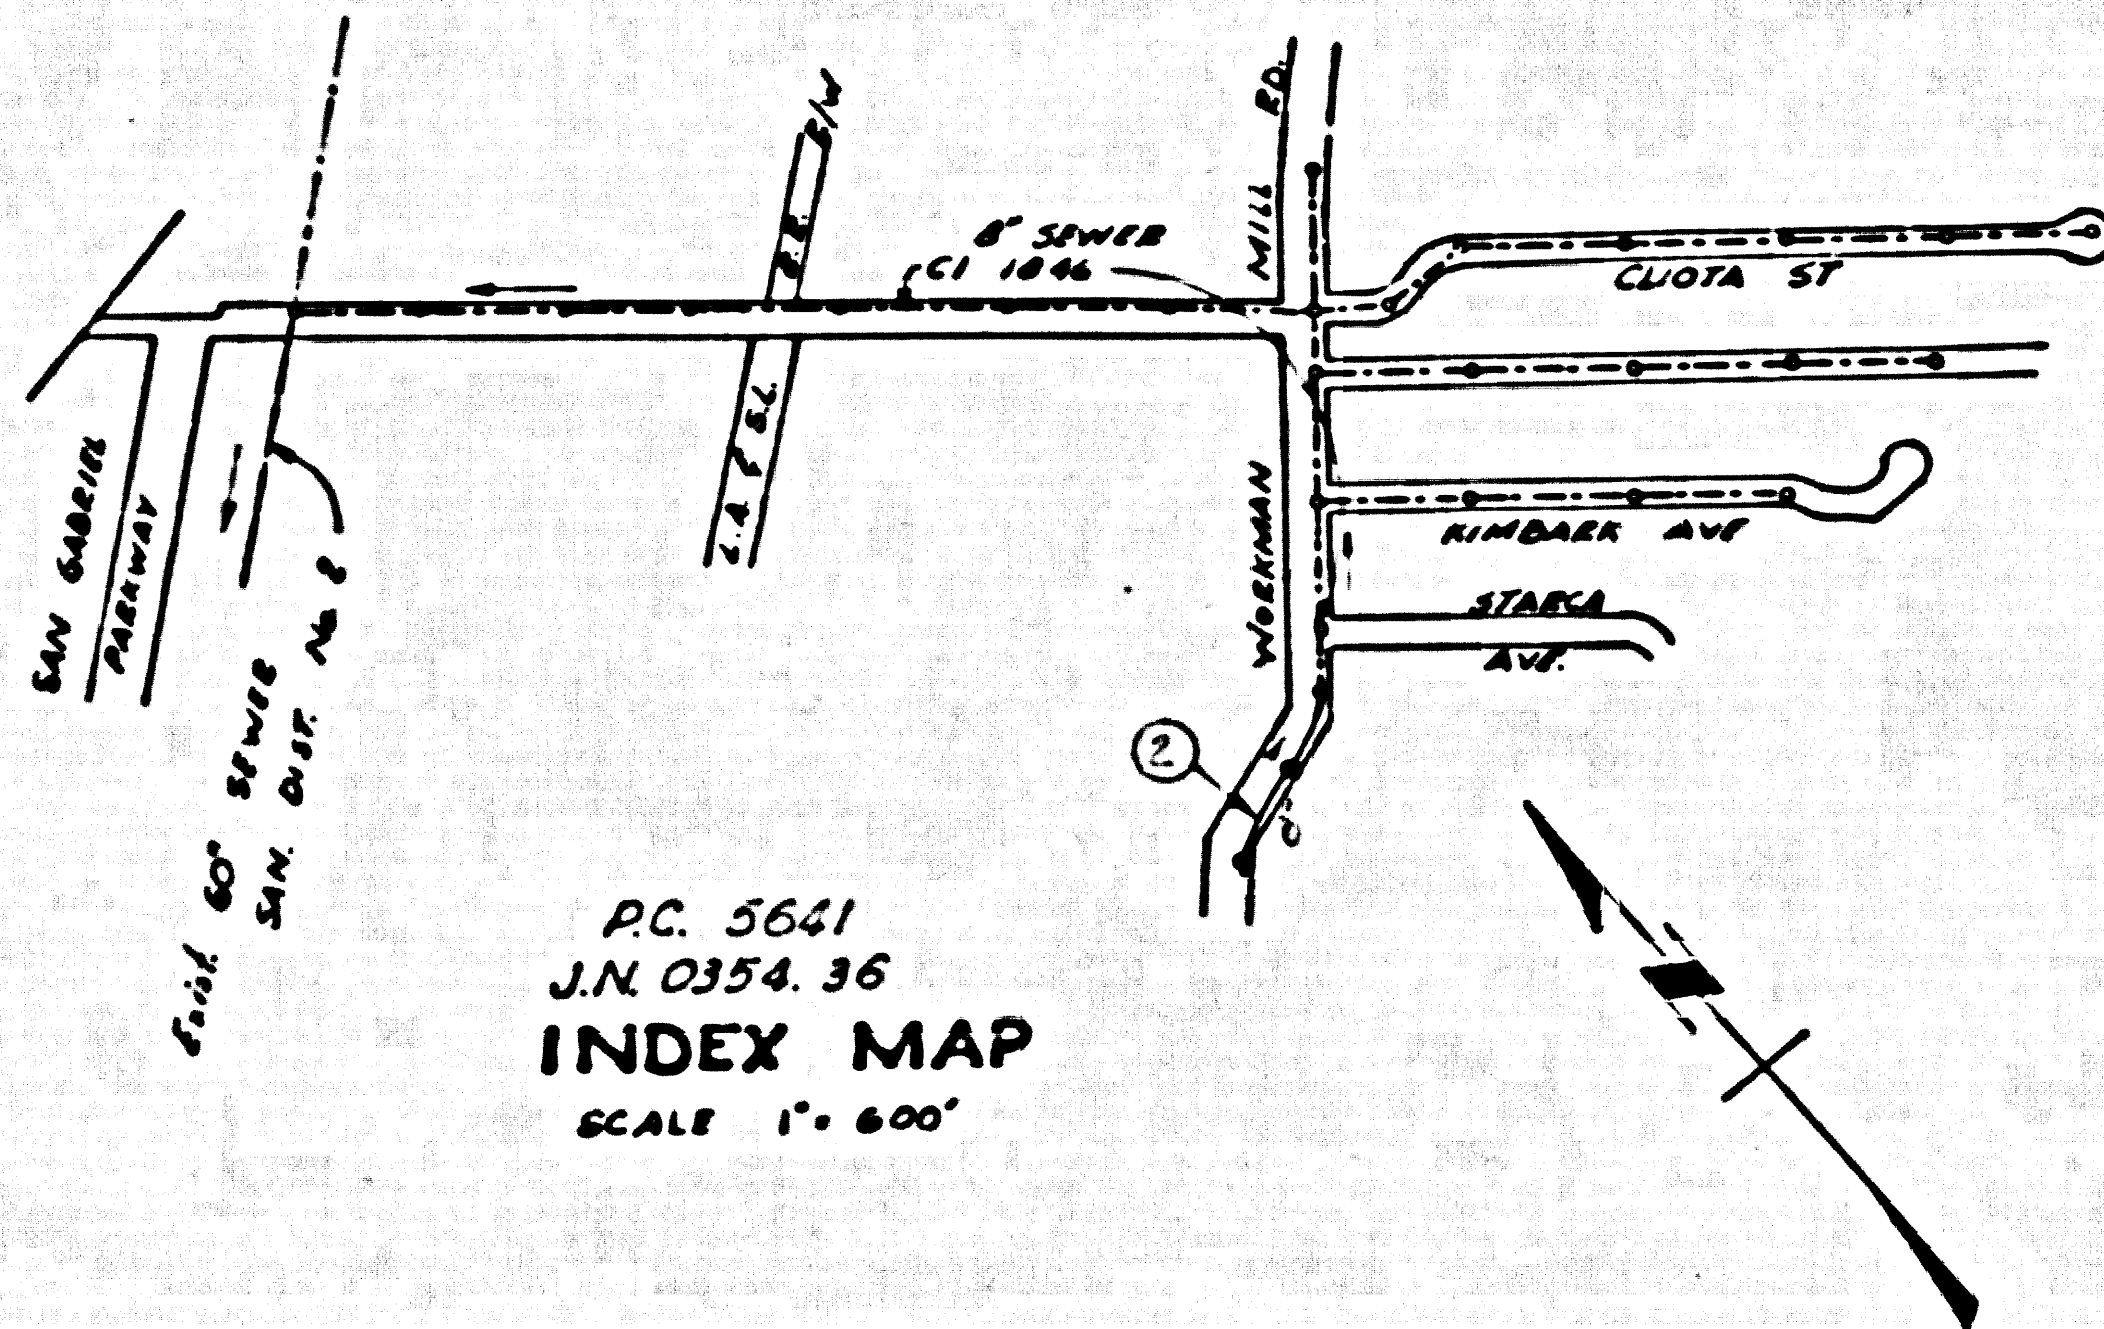 R/W
R.R.
RD.
MILL
8" SEWER
CI 1846
CLIOTA ST
L.A. & S.L.
SAN GABRIEL
PARKWAY
WORKMAN
KIMBARK AVE
STARCA
AVE.
2
Exist. 60" SEWER
SAN. DIST. No 2
P.C. 5641
J.N. 0354.36
INDEX MAP
SCALE 1" = 600'